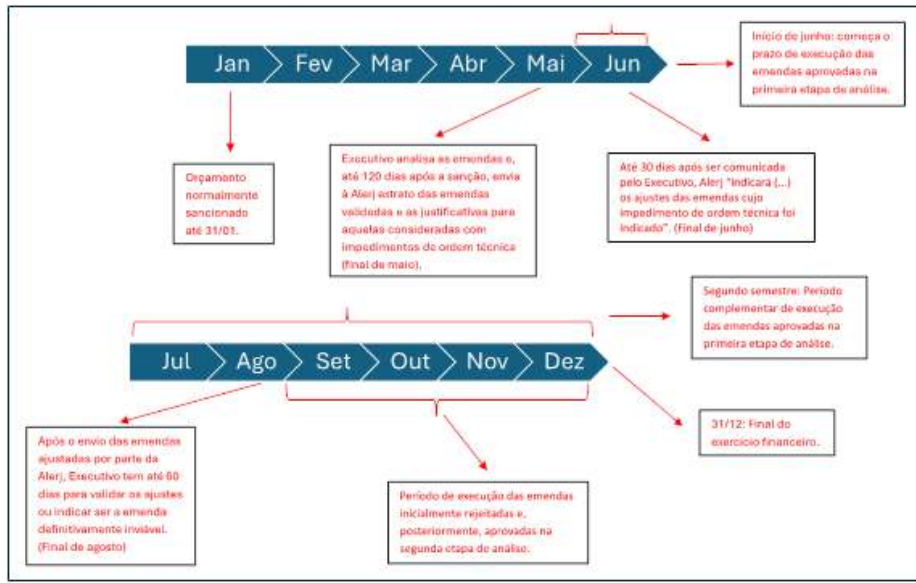 Jan Fev Mar Abr Mai Jun
Início de junho: começa o
prazo de execução das
emendas aprovadas na
primeira etapa de análise.
Orçamento
normalmente
sancionado
até 31/01.
Executivo analisa as emendas e,
até 120 dias após a sanção, envia
à Alerj extrato das emendas
validadas e as justificativas para
aquelas consideradas com
impedimentos de ordem técnica
(final de maio).
Até 30 dias após ser comunicada
pelo Executivo, Alerj "indicará (...)
os ajustes das emendas cujo
impedimento de ordem técnica foi
indicado". (Final de junho)
Segundo semestre: Período
complementar de execução
das emendas aprovadas na
primeira etapa de análise.
Jul Ago Set Out Nov Dez
31/12: Final do
exercício financeiro.
Após o envio das emendas
ajustadas por parte da
Alerj, Executivo tem até 60
dias para validar os ajustes
ou indicar ser a emenda
definitivamente inviável.
(Final de agosto)
Período de execução das emendas
inicialmente rejeitadas e,
posteriormente, aprovadas na
segunda etapa de análise.